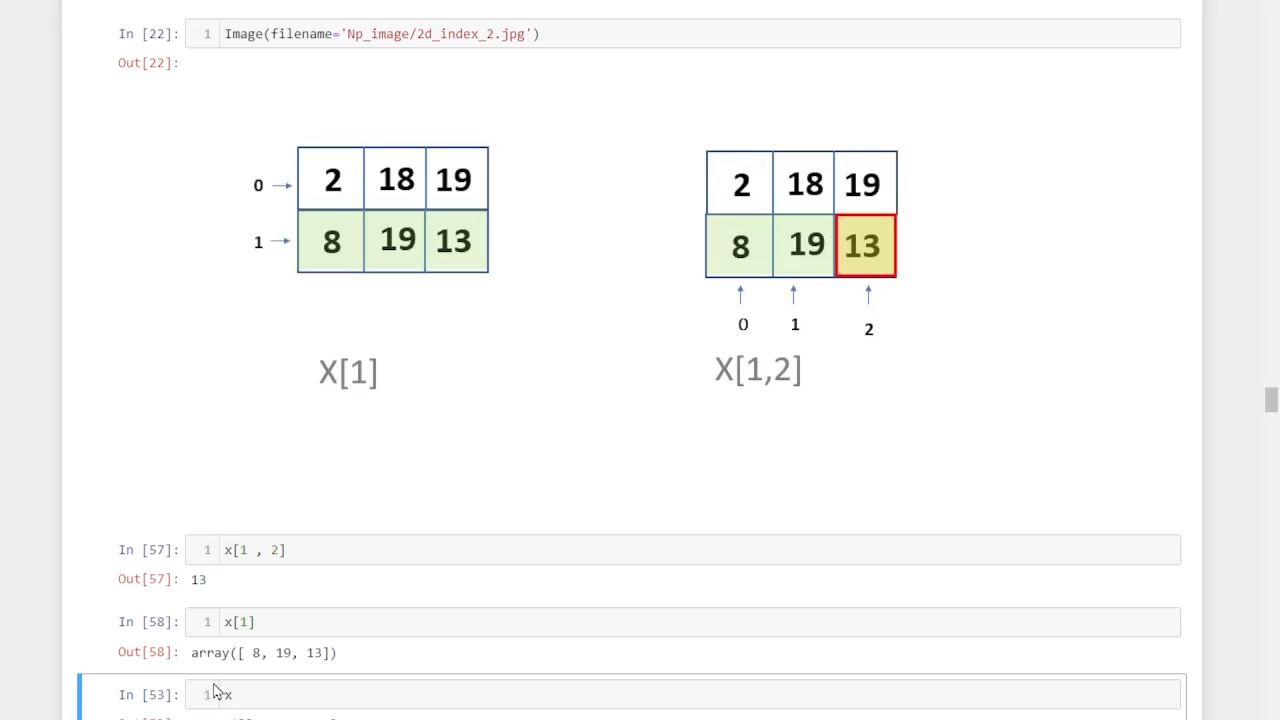 In [22]: 1 Image(filename='Np_image/2d_index_2.jpg')
Out[22]:
0 2 18 19
1 8 19 13
X[1]
2 18 19
8 19 13
0 1 2
X[1,2]
In [57]: 1 x[1 , 2]
Out[57]: 13
In [58]: 1 x[1]
Out[58]: array([ 8, 19, 13])
In [53]: 1 x